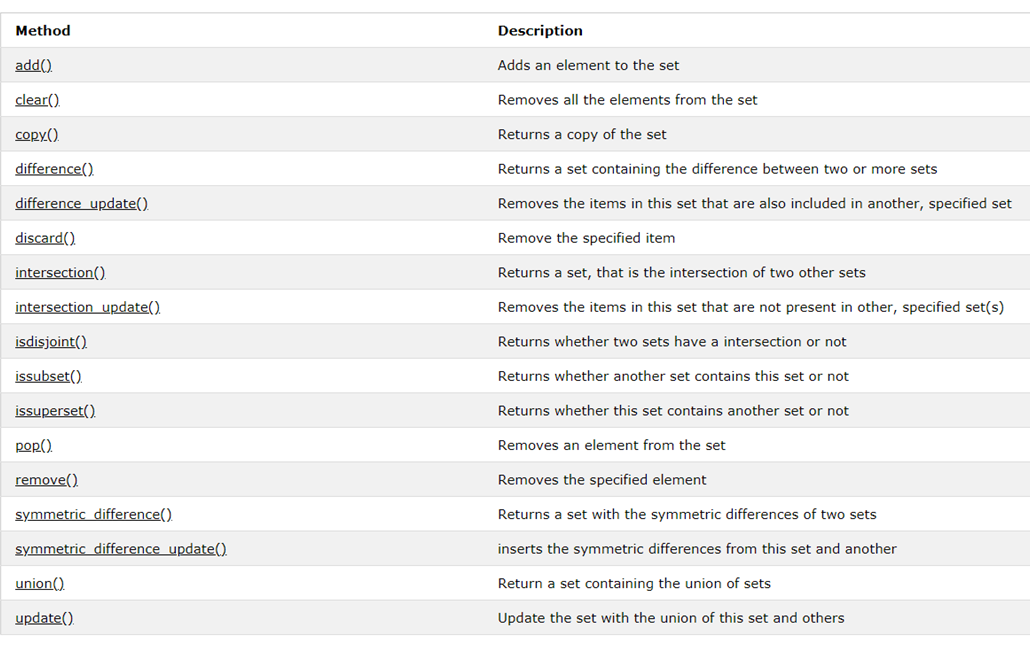 Method Description
add() Adds an element to the set
clear() Removes all the elements from the set
copy() Returns a copy of the set
difference() Returns a set containing the difference between two or more sets
difference_update() Removes the items in this set that are also included in another, specified set
discard() Remove the specified item
intersection() Returns a set, that is the intersection of two other sets
intersection_update() Removes the items in this set that are not present in other, specified set(s)
isdisjoint() Returns whether two sets have a intersection or not
issubset() Returns whether another set contains this set or not
issuperset() Returns whether this set contains another set or not
pop() Removes an element from the set
remove() Removes the specified element
symmetric_difference() Returns a set with the symmetric differences of two sets
symmetric_difference_update() inserts the symmetric differences from this set and another
union() Return a set containing the union of sets
update() Update the set with the union of this set and others